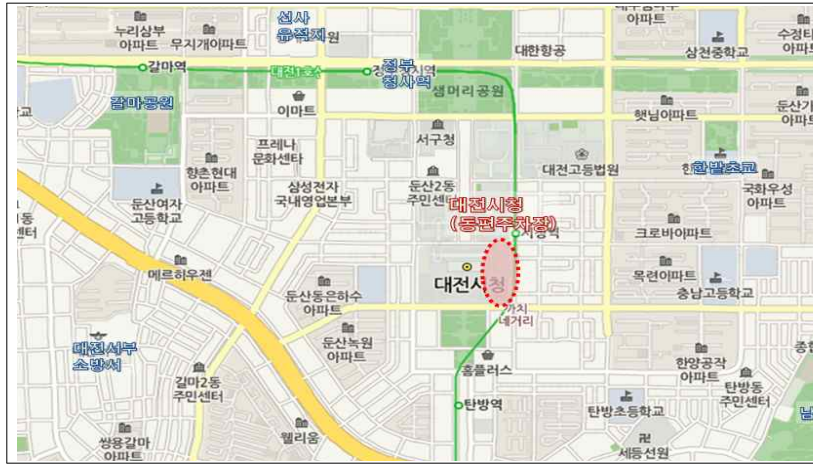 누리삼부
아파트
무지개아파트
선사
유적지
공원
대한항공
삼천중학교
수정타
아파트
갈마역
대전1호선
정부
청사역
샘머리공원
갈마공원
이마트
햇님아파트
둔산
아파트
서구청
프레나
문화센타
대전고등법원
한밭초교
향촌현대
아파트
둔산2동
주민센터
둔산여자
고등학교
삼성전자
국내영업본부
대전시청
(동편주차장)
시청역
국화우성
아파트
크로바아파트
메르하우젠
목련아파트
둔산동은하수
아파트
대전시청
충남고등학교
까치
네거리
대전서부
소방서
둔산녹원
아파트
홈플러스
한양공작
아파트
길마2동
주민센터
탄방동
주민센터
탄방역
탄방초등학교
쌍용갈마
아파트
웰리움
세등선원